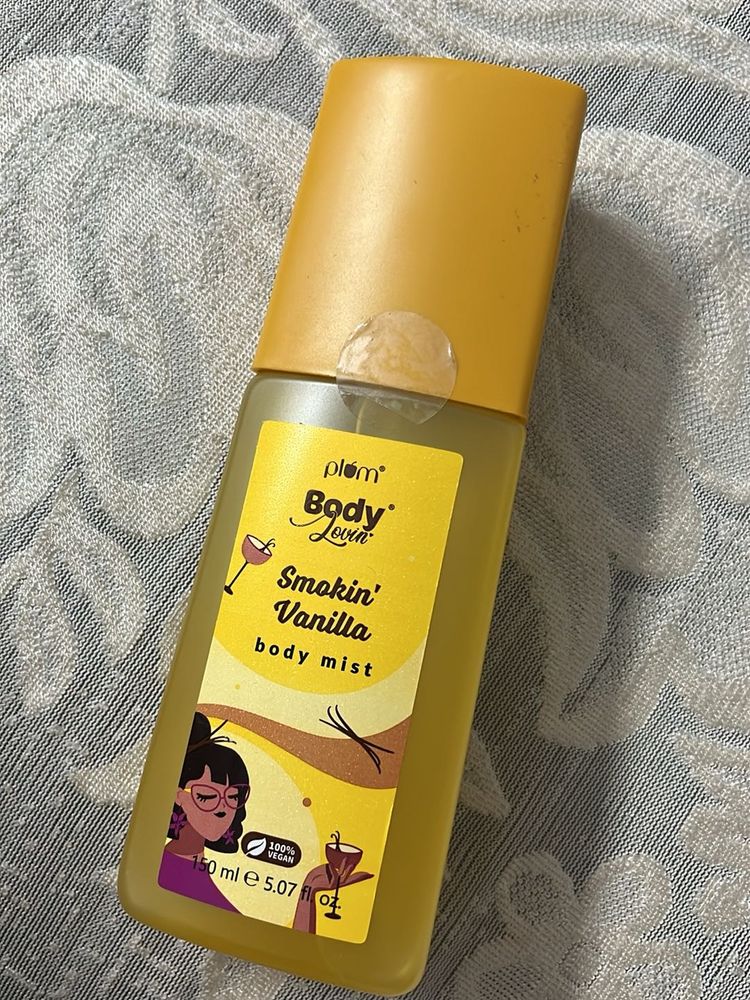 plum®
Body®
Lovin'
Smokin'
Vanilla
body mist
100%
VEGAN
150 ml ℮ 5.07 fl. oz.